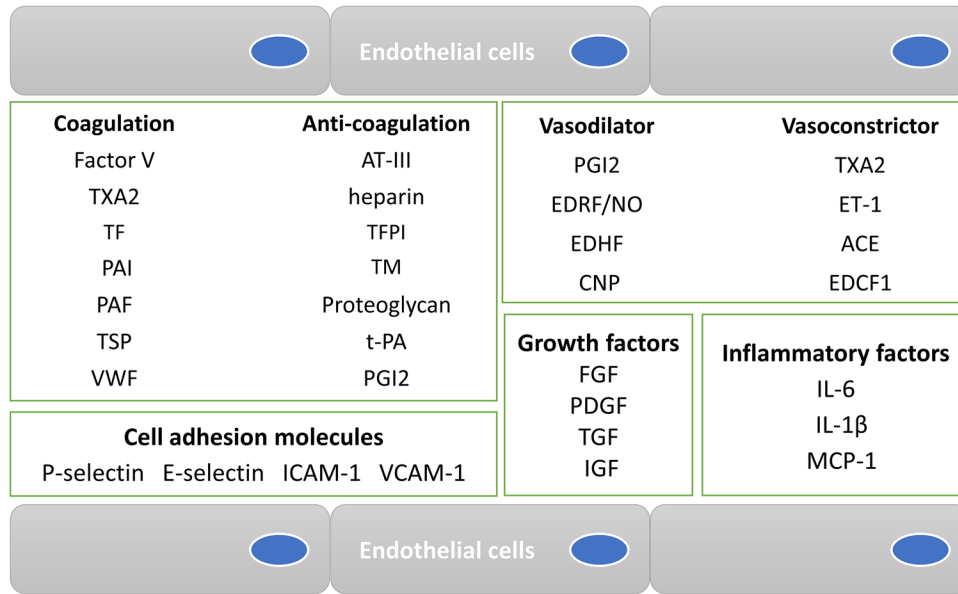 Endothelial cells
Coagulation Anti-coagulation
Factor V AT-III
TXA2 heparin
TF TFPI
PAI TM
PAF Proteoglycan
TSP t-PA
VWF PGI2
Vasodilator Vasoconstrictor
PGI2 TXA2
EDRF/NO ET-1
EDHF ACE
CNP EDCF1
Cell adhesion molecules
P-selectin E-selectin ICAM-1 VCAM-1
Growth factors
FGF
PDGF
TGF
IGF
Inflammatory factors
IL-6
IL-1β
MCP-1
Endothelial cells